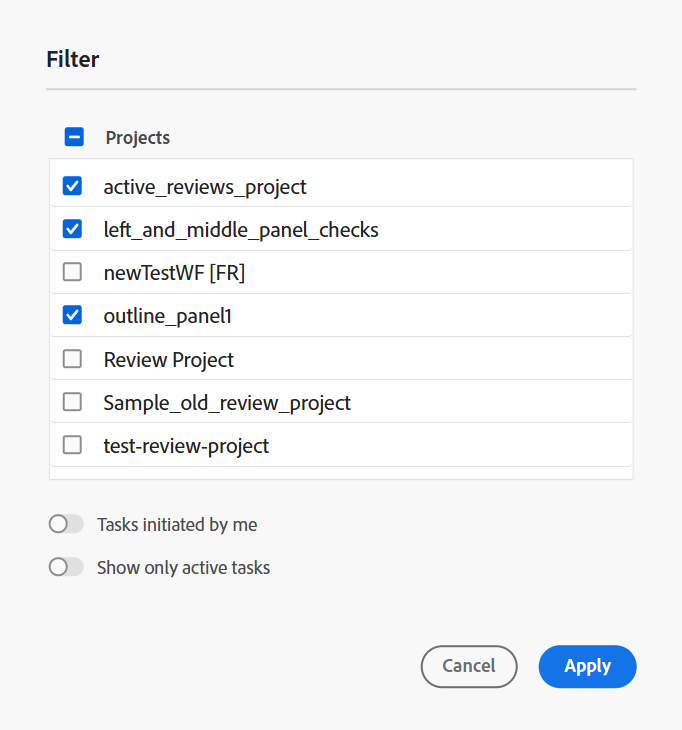 Filter
Projects
active_reviews_project
left_and_middle_panel_checks
newTestWF [FR]
outline_panel1
Review Project
Sample_old_review_project
test-review-project
Tasks initiated by me
Show only active tasks
Cancel Apply